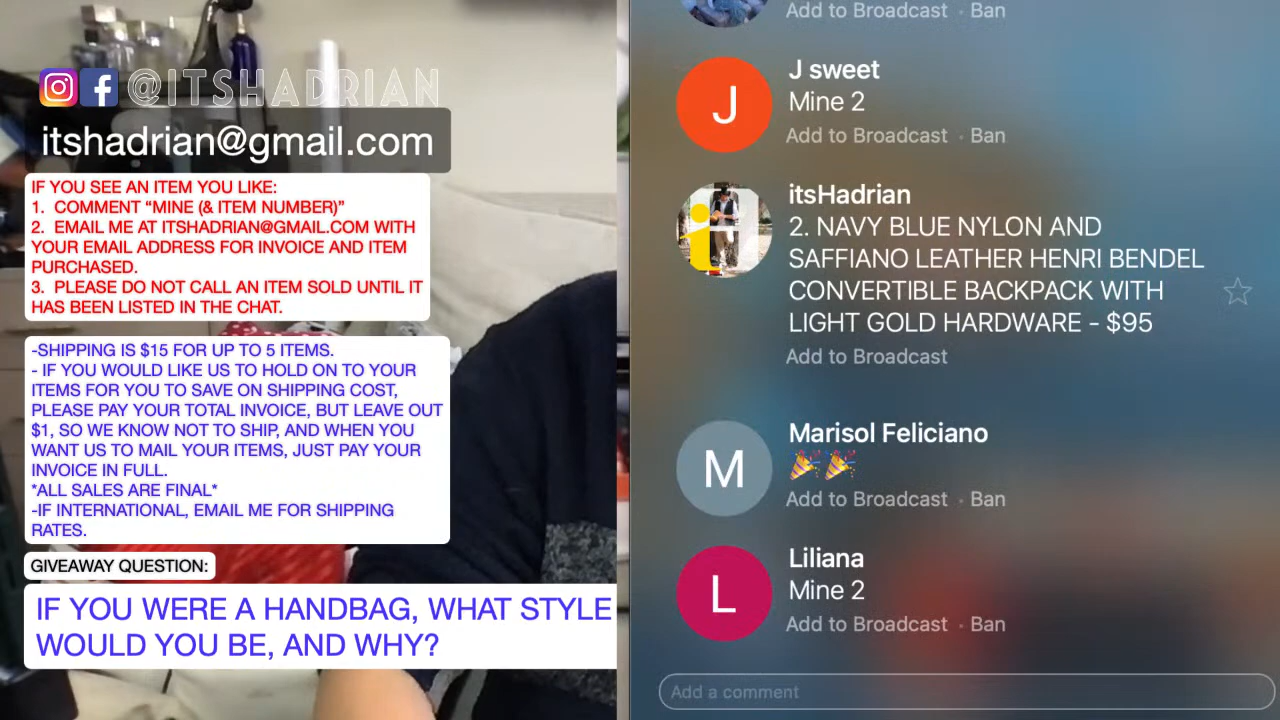 @ITSHADRIAN
itshadrian@gmail.com
IF YOU SEE AN ITEM YOU LIKE:
1. COMMENT “MINE (& ITEM NUMBER)”
2. EMAIL ME AT ITSHADRIAN@GMAIL.COM WITH
YOUR EMAIL ADDRESS FOR INVOICE AND ITEM
PURCHASED.
3. PLEASE DO NOT CALL AN ITEM SOLD UNTIL IT
HAS BEEN LISTED IN THE CHAT.
-SHIPPING IS $15 FOR UP TO 5 ITEMS.
- IF YOU WOULD LIKE US TO HOLD ON TO YOUR
ITEMS FOR YOU TO SAVE ON SHIPPING COST,
PLEASE PAY YOUR TOTAL INVOICE, BUT LEAVE OUT
$1, SO WE KNOW NOT TO SHIP, AND WHEN YOU
WANT US TO MAIL YOUR ITEMS, JUST PAY YOUR
INVOICE IN FULL.
*ALL SALES ARE FINAL*
-IF INTERNATIONAL, EMAIL ME FOR SHIPPING
RATES.
GIVEAWAY QUESTION:
IF YOU WERE A HANDBAG, WHAT STYLE
WOULD YOU BE, AND WHY?
Add to Broadcast · Ban
J
J sweet
Mine 2
Add to Broadcast · Ban
itsHadrian
2. NAVY BLUE NYLON AND
SAFFIANO LEATHER HENRI BENDEL
CONVERTIBLE BACKPACK WITH
LIGHT GOLD HARDWARE - $95
Add to Broadcast
M
Marisol Feliciano
🎉🎉
Add to Broadcast · Ban
L
Liliana
Mine 2
Add to Broadcast · Ban
Add a comment